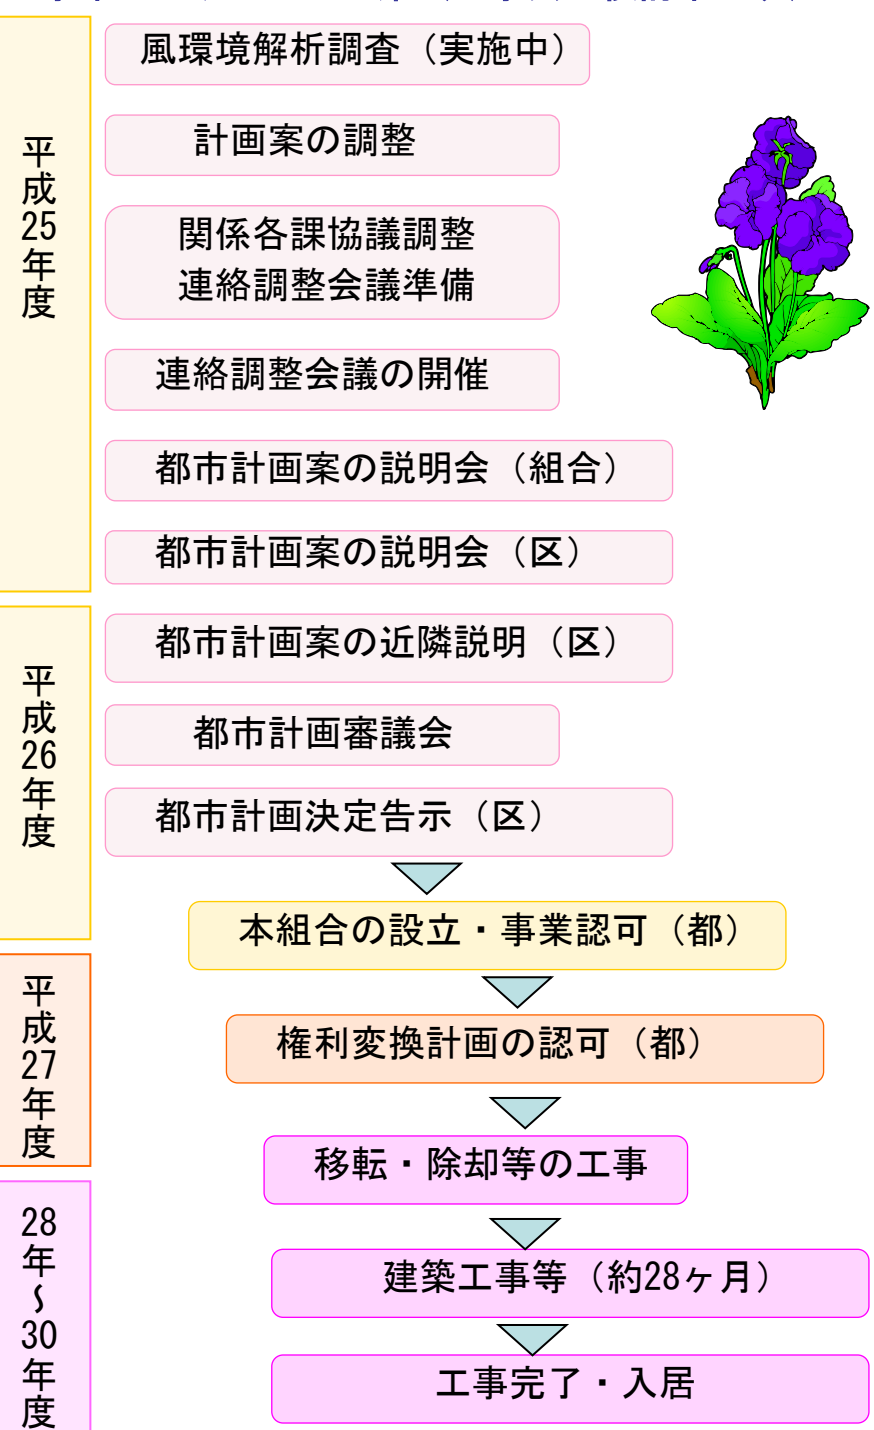 平成25年度
風環境解析調査（実施中）
計画案の調整
関係各課協議調整
連絡調整会議準備
連絡調整会議の開催
都市計画案の説明会（組合）
都市計画案の説明会（区）
平成26年度
都市計画案の近隣説明（区）
都市計画審議会
都市計画決定告示（区）
本組合の設立・事業認可（都）
平成27年度
権利変換計画の認可（都）
28年～30年度
移転・除却等の工事
建築工事等（約28ヶ月）
工事完了・入居